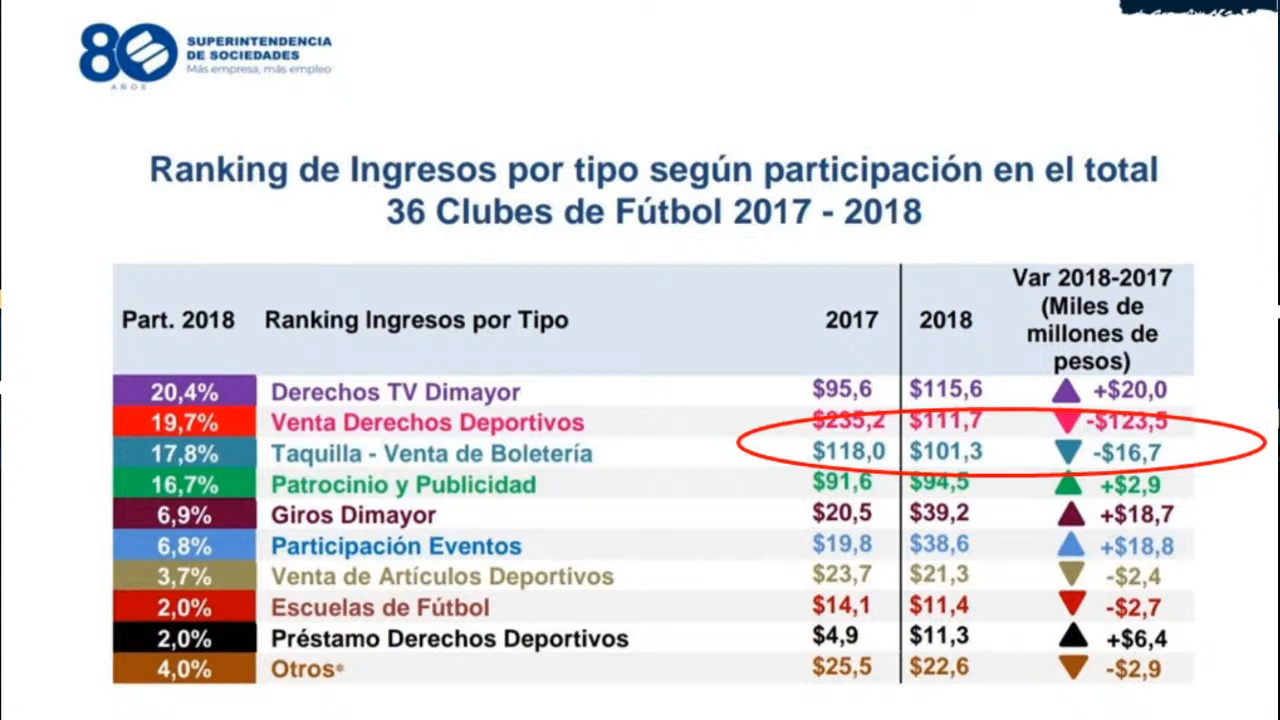 80
AÑOS
SUPERINTENDENCIA
DE SOCIEDADES
Más empresa, más empleo
Ranking de Ingresos por tipo según participación en el total
36 Clubes de Fútbol 2017 - 2018
Part. 2018 Ranking Ingresos por Tipo 2017 2018 Var 2018-2017
(Miles de
millones de
pesos)
20,4% Derechos TV Dimayor $95,6 $115,6 +$20,0
19,7% Venta Derechos Deportivos $235,2 $111,7 -$123,5
17,8% Taquilla - Venta de Boletería $118,0 $101,3 -$16,7
16,7% Patrocinio y Publicidad $91,6 $94,5 +$2,9
6,9% Giros Dimayor $20,5 $39,2 +$18,7
6,8% Participación Eventos $19,8 $38,6 +$18,8
3,7% Venta de Artículos Deportivos $23,7 $21,3 -$2,4
2,0% Escuelas de Fútbol $14,1 $11,4 -$2,7
2,0% Préstamo Derechos Deportivos $4,9 $11,3 +$6,4
4,0% Otros* $25,5 $22,6 -$2,9